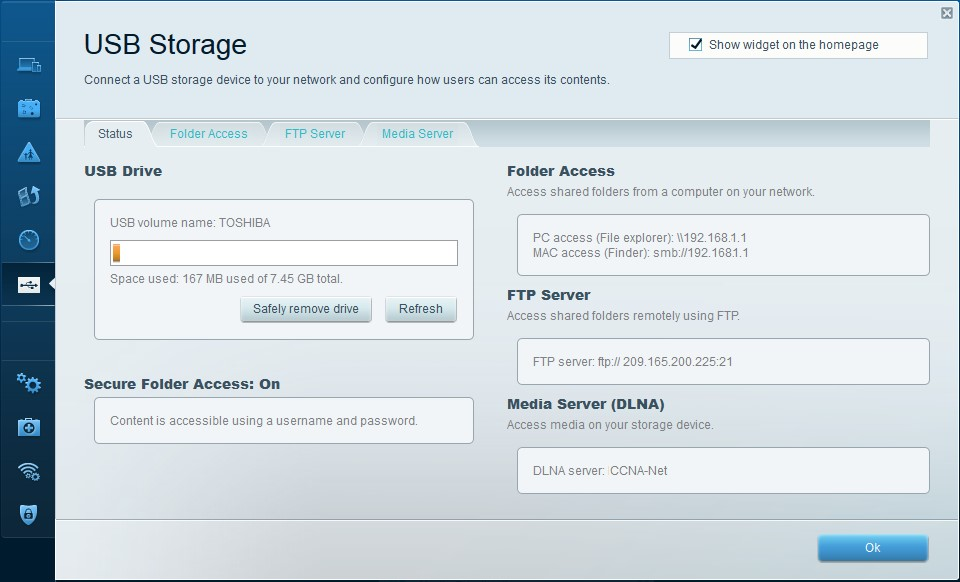 USB Storage
Show widget on the homepage
Connect a USB storage device to your network and configure how users can access its contents.
Status
Folder Access
FTP Server
Media Server
USB Drive
USB volume name: TOSHIBA
Space used: 167 MB used of 7.45 GB total.
Safely remove drive
Refresh
Secure Folder Access: On
Content is accessible using a username and password.
Folder Access
Access shared folders from a computer on your network.
PC access (File explorer): \\192.168.1.1
MAC access (Finder): smb://192.168.1.1
FTP Server
Access shared folders remotely using FTP.
FTP server: ftp:// 209.165.200.225:21
Media Server (DLNA)
Access media on your storage device.
DLNA server: CCNA-Net
Ok